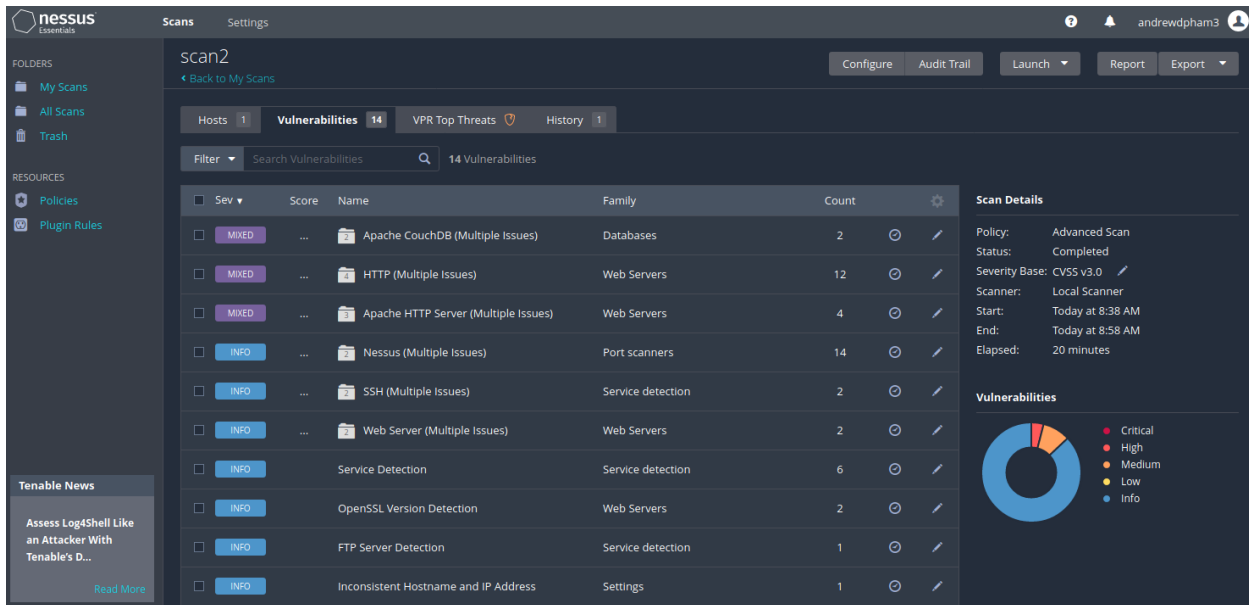 nessus
Essentials
Scans Settings
andrewdpham3
FOLDERS
My Scans
All Scans
Trash
RESOURCES
Policies
Plugin Rules
Tenable News
Assess Log4Shell Like
an Attacker With
Tenable's D...
Read More
scan2
Back to My Scans
Configure Audit Trail Launch Report Export
Hosts 1 Vulnerabilities 14 VPR Top Threats History 1
Filter Search Vulnerabilities 14 Vulnerabilities
Sev Score Name Family Count
MIXED ... 2 Apache CouchDB (Multiple Issues) Databases 2
MIXED ... 4 HTTP (Multiple Issues) Web Servers 12
MIXED ... 3 Apache HTTP Server (Multiple Issues) Web Servers 4
INFO ... 2 Nessus (Multiple Issues) Port scanners 14
INFO ... 2 SSH (Multiple Issues) Service detection 2
INFO ... 2 Web Server (Multiple Issues) Web Servers 2
INFO Service Detection Service detection 6
INFO OpenSSL Version Detection Web Servers 2
INFO FTP Server Detection Service detection 1
INFO Inconsistent Hostname and IP Address Settings 1
Scan Details
Policy: Advanced Scan
Status: Completed
Severity Base: CVSS v3.0
Scanner: Local Scanner
Start: Today at 8:38 AM
End: Today at 8:58 AM
Elapsed: 20 minutes
Vulnerabilities
Critical
High
Medium
Low
Info